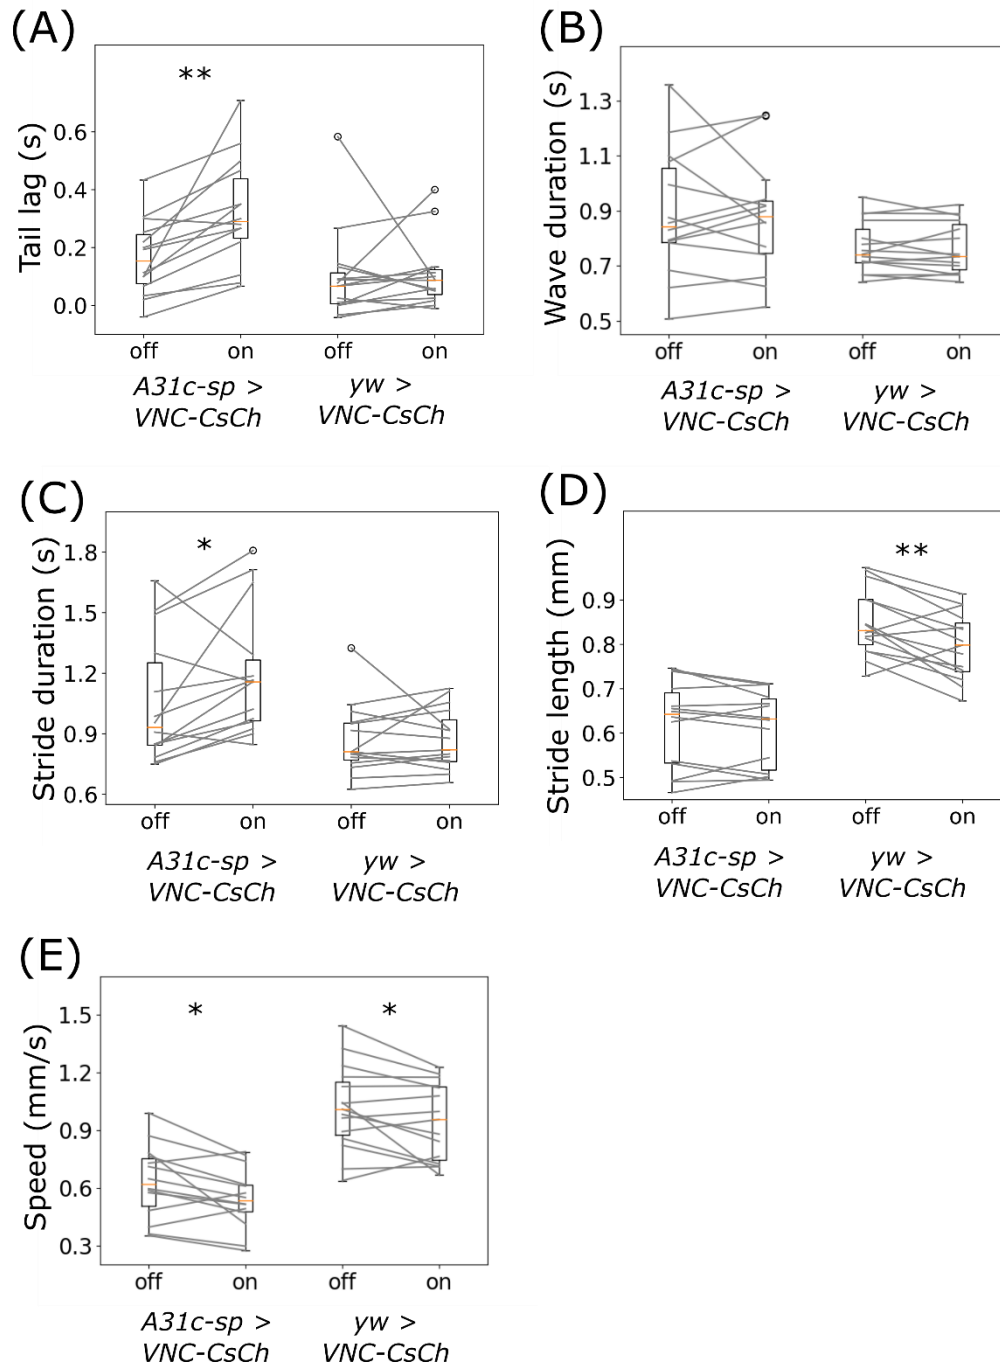 (A)
**
Tail lag (s)
0.6
0.4
0.2
0.0
off on off on
A31c-sp > yw >
VNC-CsCh VNC-CsCh
(B)
Wave duration (s)
1.3
1.1
0.9
0.7
0.5
off on off on
A31c-sp > yw >
VNC-CsCh VNC-CsCh
(C)
*
Stride duration (s)
1.8
1.2
0.9
0.6
off on off on
A31c-sp > yw >
VNC-CsCh VNC-CsCh
(D)
**
Stride length (mm)
0.9
0.8
0.7
0.6
0.5
off on off on
A31c-sp > yw >
VNC-CsCh VNC-CsCh
(E)
* *
Speed (mm/s)
1.5
1.2
0.9
0.6
0.3
off on off on
A31c-sp > yw >
VNC-CsCh VNC-CsCh